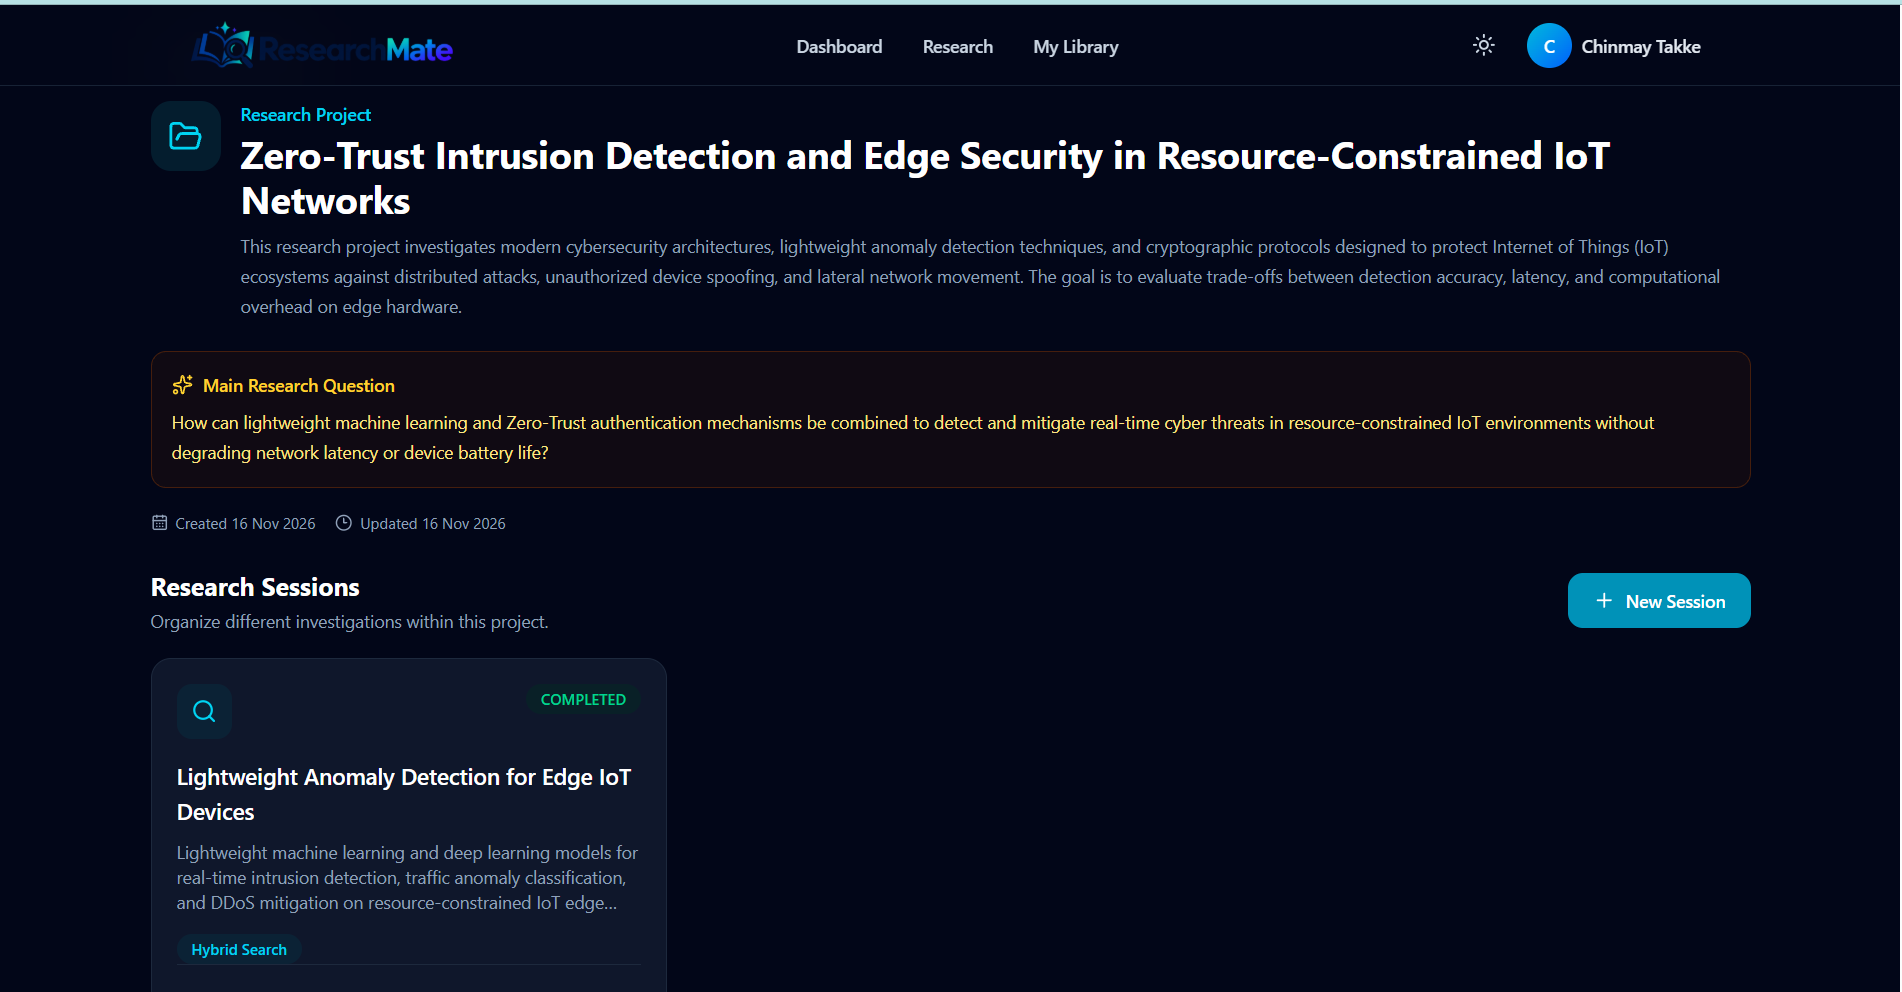 ResearchMate
Dashboard
Research
My Library
C
Chinmay Takke
Research Project
Zero-Trust Intrusion Detection and Edge Security in Resource-Constrained IoT
Networks
This research project investigates modern cybersecurity architectures, lightweight anomaly detection techniques, and cryptographic protocols designed to protect Internet of Things (IoT)
ecosystems against distributed attacks, unauthorized device spoofing, and lateral network movement. The goal is to evaluate trade-offs between detection accuracy, latency, and computational
overhead on edge hardware.
Main Research Question
How can lightweight machine learning and Zero-Trust authentication mechanisms be combined to detect and mitigate real-time cyber threats in resource-constrained IoT environments without
degrading network latency or device battery life?
Created 16 Nov 2026
Updated 16 Nov 2026
Research Sessions
Organize different investigations within this project.
+ New Session
COMPLETED
Lightweight Anomaly Detection for Edge IoT
Devices
Lightweight machine learning and deep learning models for
real-time intrusion detection, traffic anomaly classification,
and DDoS mitigation on resource-constrained IoT edge...
Hybrid Search